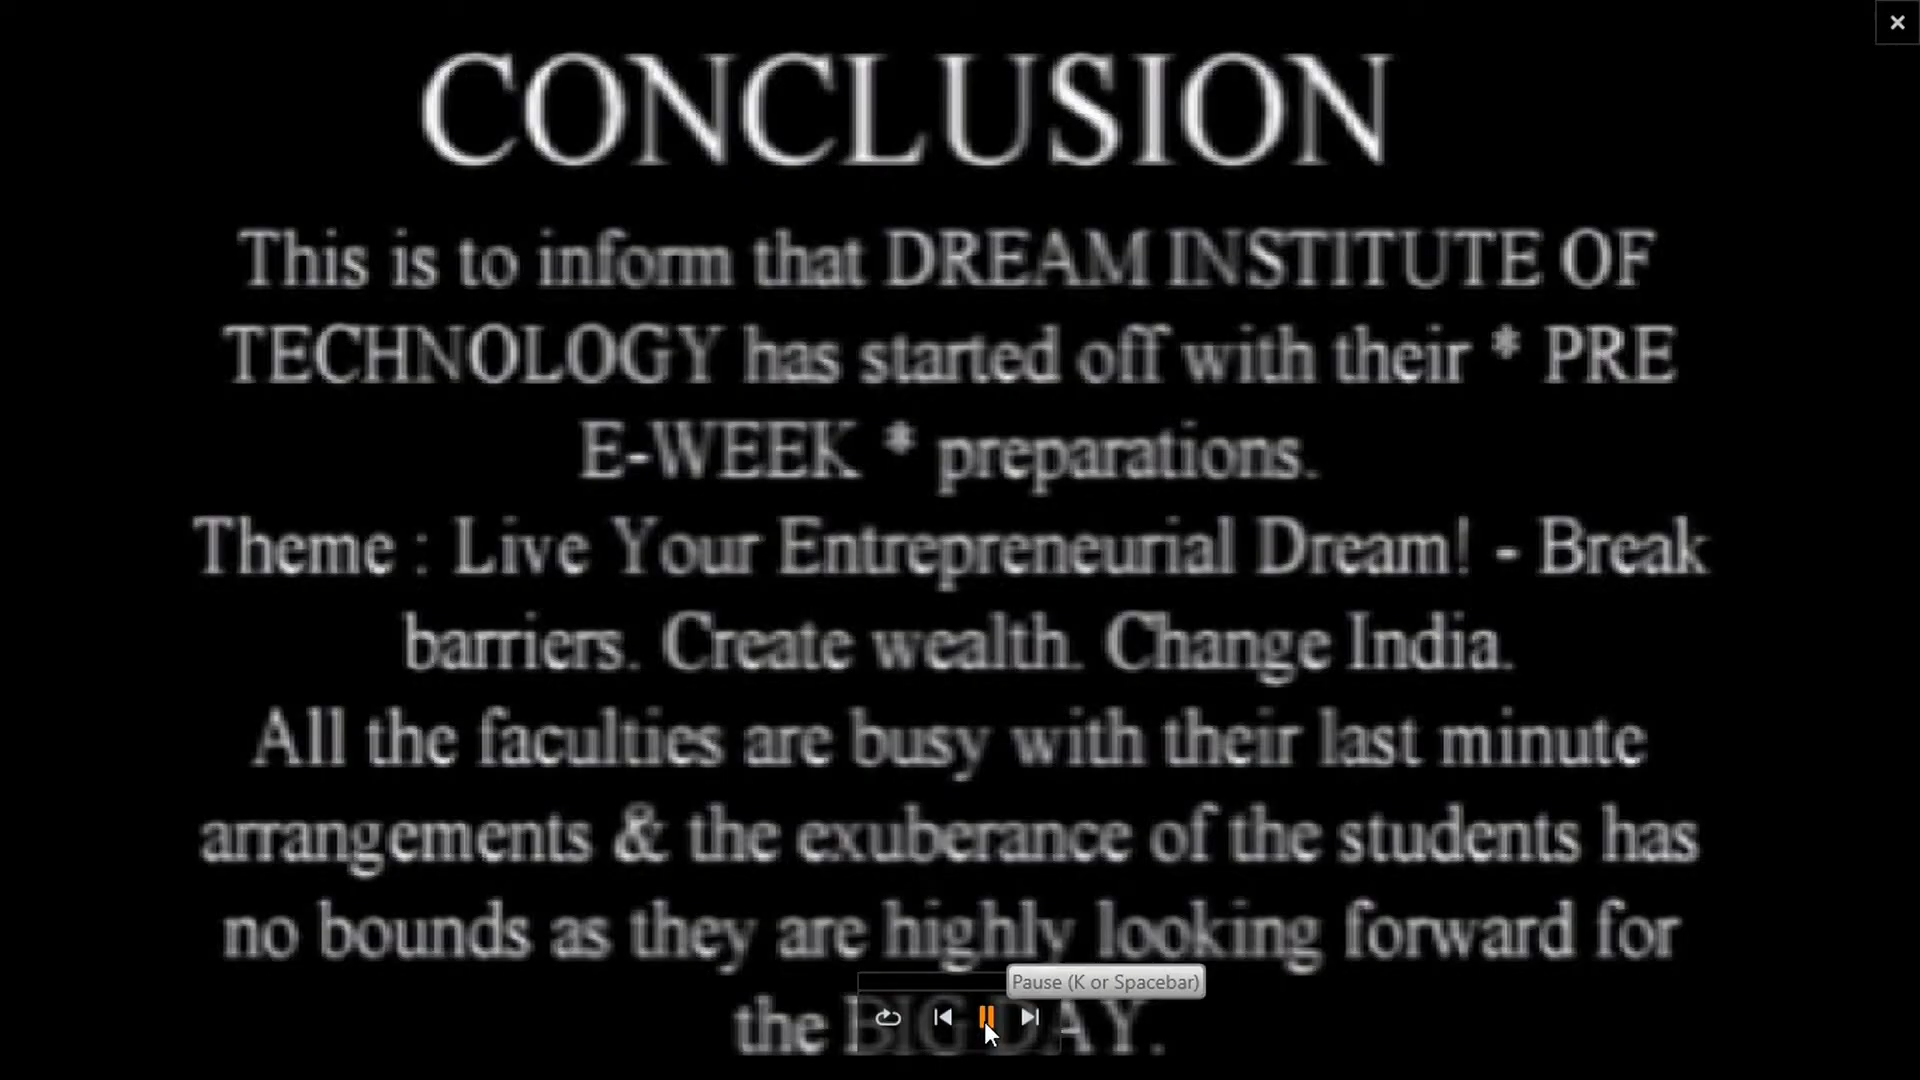 CONCLUSION
This is to inform that DREAM INSTITUTE OF
TECHNOLOGY has started off with their * PRE
E-WEEK * preparations.
Theme : Live Your Entrepreneurial Dream! - Break
barriers. Create wealth. Change India.
All the faculties are busy with their last minute
arrangements & the exuberance of the students has
no bounds as they are highly looking forward for
Pause (K or Spacebar)
the BIG DAY.